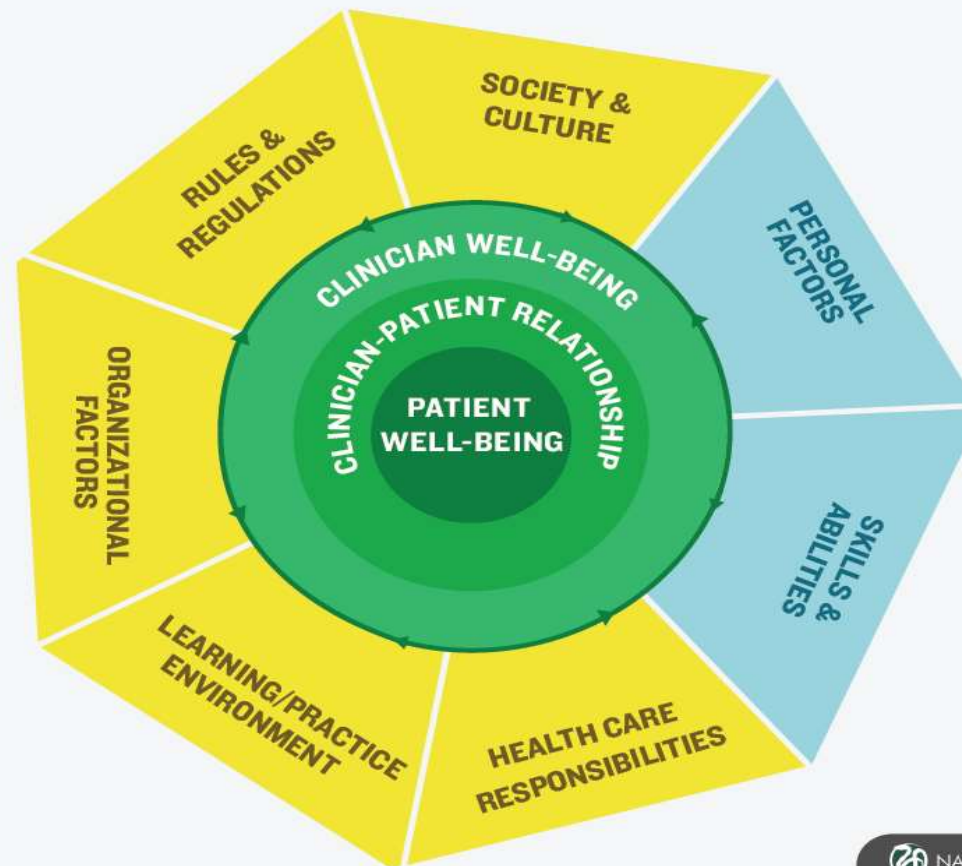 SOCIETY &
CULTURE
RULES &
REGULATIONS
PERSONAL
FACTORS
CLINICIAN WELL-BEING
CLINICIAN-PATIENT RELATIONSHIP
PATIENT
WELL-BEING
ORGANIZATIONAL
FACTORS
SKILLS &
ABILITIES
LEARNING/PRACTICE
ENVIRONMENT
HEALTH CARE
RESPONSIBILITIES